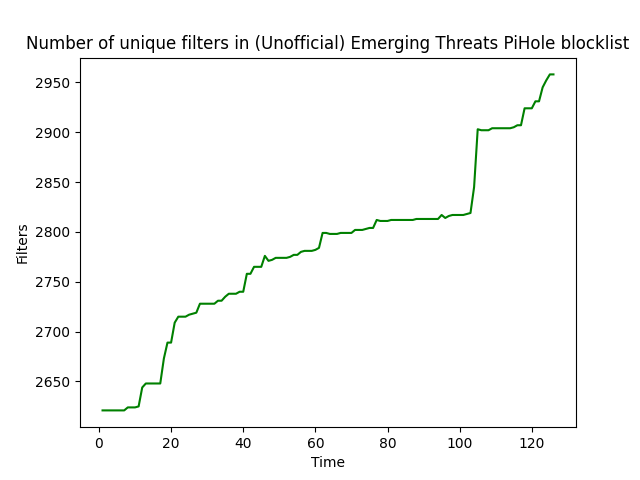 Number of unique filters in (Unofficial) Emerging Threats PiHole blocklist
2950
2900
2850
2800
2750
2700
2650
Filters
0 20 40 60 80 100 120
Time